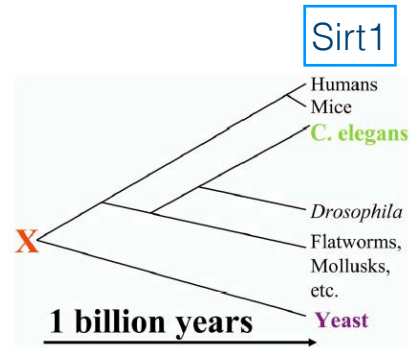 Sirt1
Humans
Mice
C. elegans
Drosophila
X
Flatworms,
Mollusks,
etc.
1 billion years
Yeast